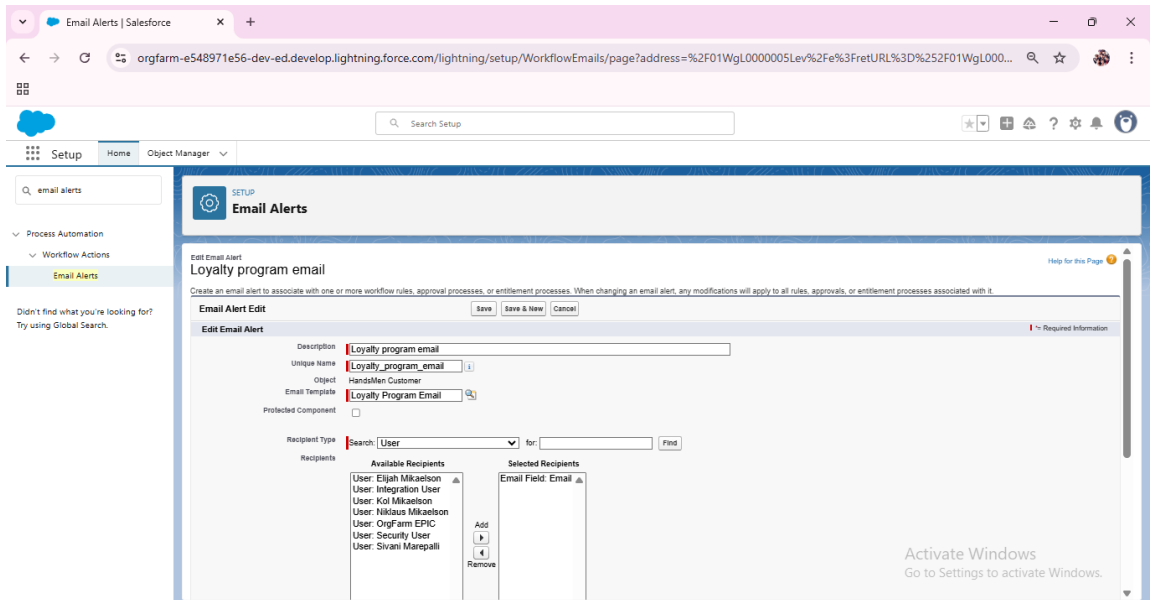 Email Alerts | Salesforce
orgfarm-e548971e56-dev-ed.develop.lightning.force.com/lightning/setup/WorkflowEmails/page?address=%2F01WgL0000005Lev%2Fe%3FretURL%3D%252F01WgL000...
Search Setup
Setup Home Object Manager
email alerts
Process Automation
Workflow Actions
Email Alerts
Didn't find what you're looking for?
Try using Global Search.
SETUP
Email Alerts
Edit Email Alert
Loyalty program email
Help for this Page
Create an email alert to associate with one or more workflow rules, approval processes, or entitlement processes. When changing an email alert, any modifications will apply to all rules, approvals, or entitlement processes associated with it.
Email Alert Edit Save Save & New Cancel
Edit Email Alert = Required Information
Description Loyalty program email
Unique Name Loyalty_program_email i
Object HandsMen Customer
Email Template Loyalty Program Email
Protected Component
Recipient Type Search: User for: Find
Recipients
Available Recipients
User: Elijah Mikaelson
User: Integration User
User: Kol Mikaelson
User: Niklaus Mikaelson
User: OrgFarm EPIC
User: Security User
User: Sivani Marepalli
Add
Remove
Selected Recipients
Email Field: Email
Activate Windows
Go to Settings to activate Windows.